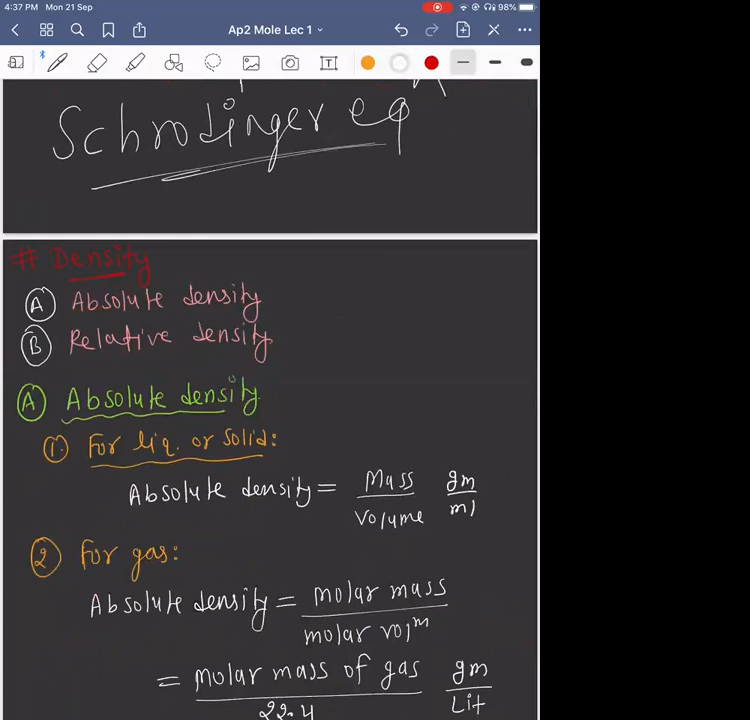 4:37 PM Mon 21 Sep
98%
Ap2 Mole Lec 1
T
Schrodinger eq
# Density
A Absolute density
B Relative density
A Absolute density
1. For liq. or solid:
Absolute density = Mass / Volume gm / ml
2 For gas:
Absolute density = molar mass / molar volm
= molar mass of gas / 22.4 gm / Lit